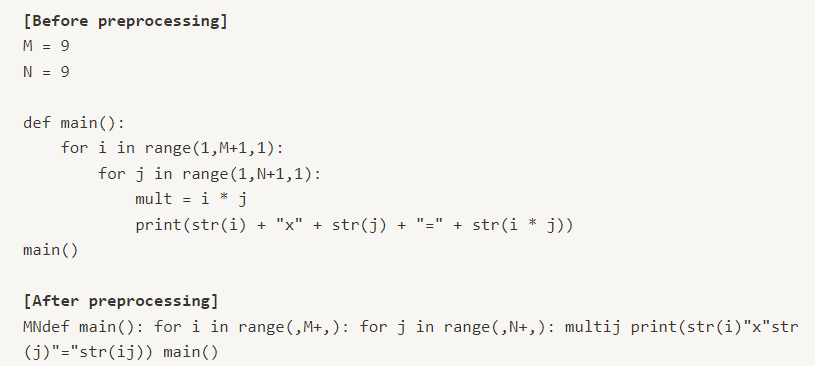 [Before preprocessing]
M = 9
N = 9
def main():
    for i in range(1,M+1,1):
        for j in range(1,N+1,1):
            mult = i * j
            print(str(i) + "x" + str(j) + "=" + str(i * j))
main()
[After preprocessing]
MNdef main(): for i in range(,M+,): for j in range(,N+,): multij print(str(i)"x"str
(j)"="str(ij)) main()